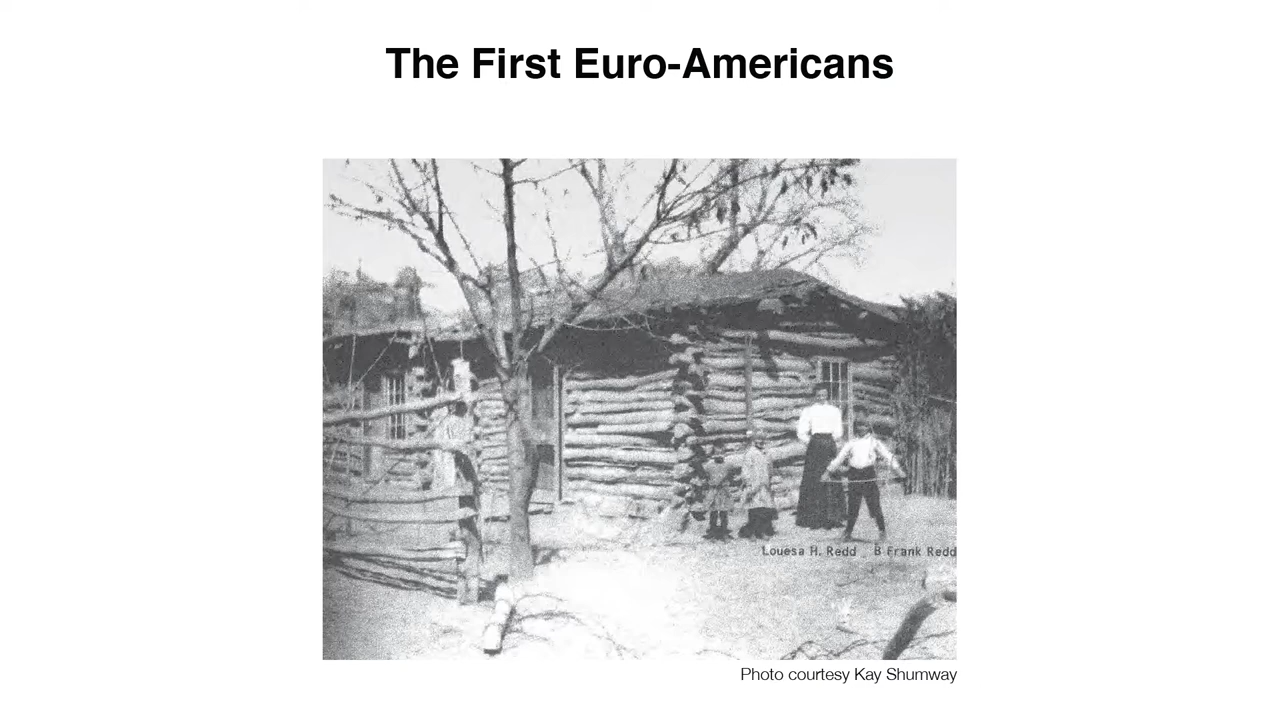 The First Euro-Americans
Louesa H. Redd B Frank Redd
Photo courtesy Kay Shumway